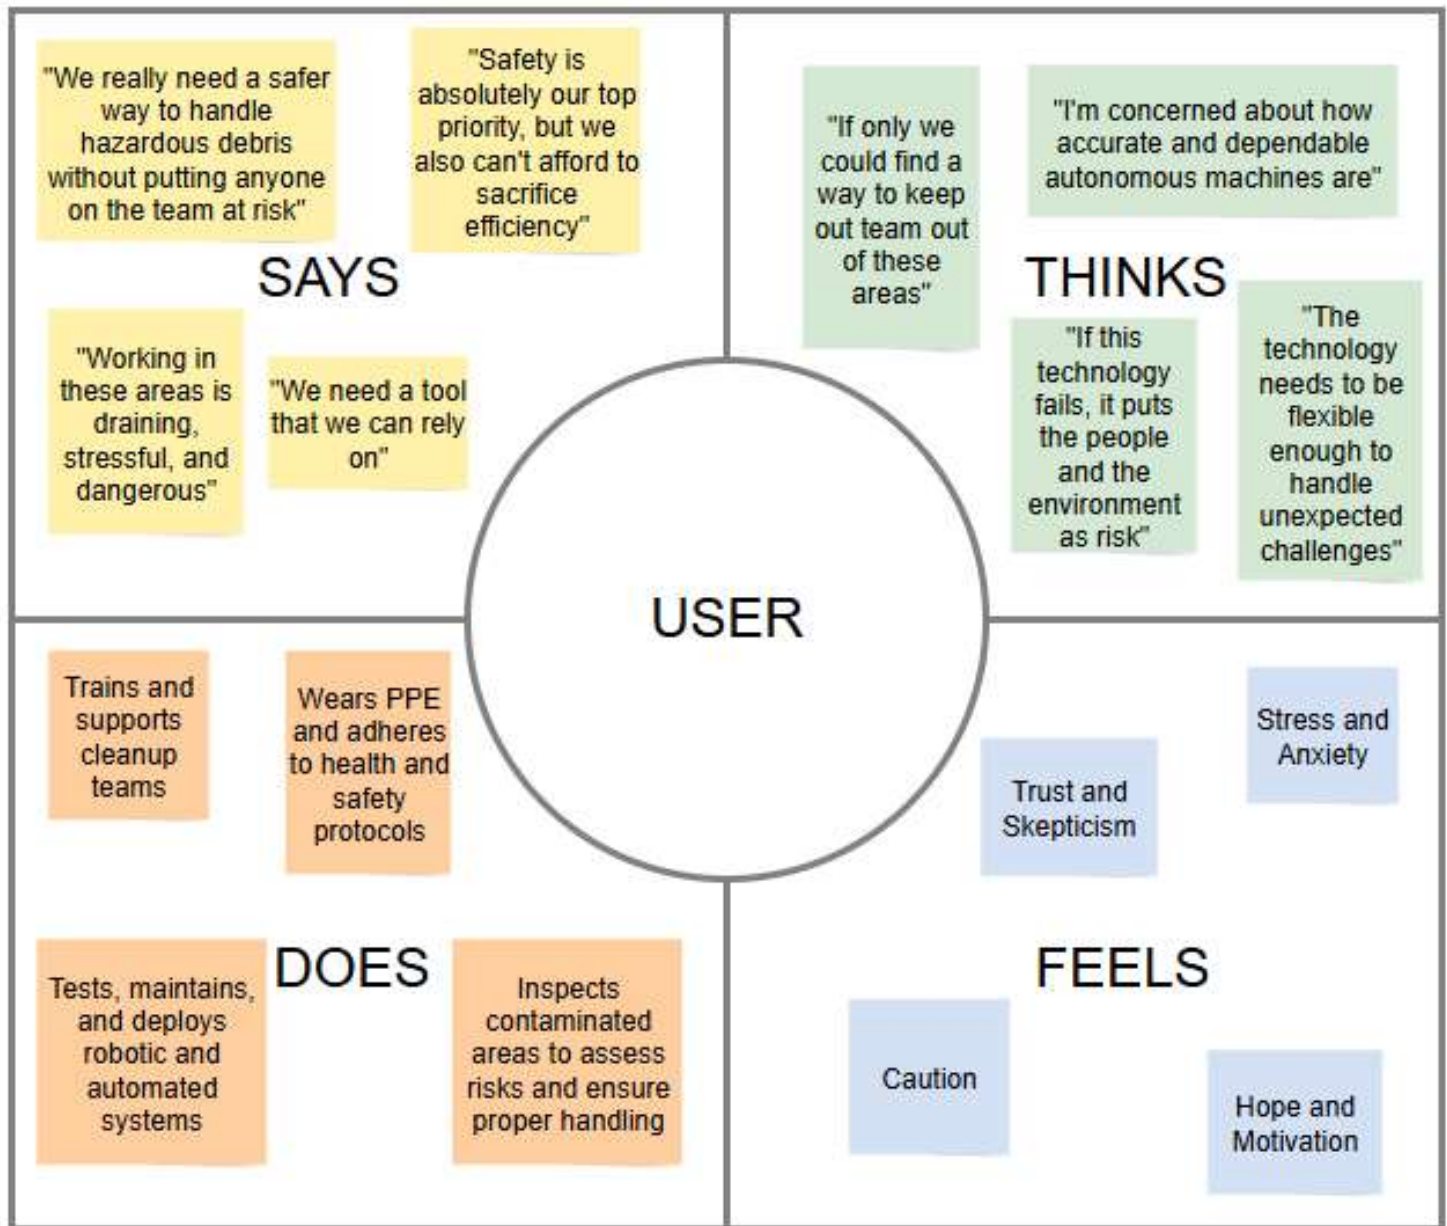 "We really need a safer
way to handle
hazardous debris
without putting anyone
on the team at risk"
"Safety is
absolutely our top
priority, but we
also can't afford to
sacrifice
efficiency"
SAYS
"Working in
these areas is
draining,
stressful, and
dangerous"
"We need a tool
that we can rely
on"
"If only we
could find a
way to keep
out team out
of these
areas"
"I'm concerned about how
accurate and dependable
autonomous machines are"
THINKS
"If this
technology
fails, it puts
the people
and the
environment
as risk"
"The
technology
needs to be
flexible
enough to
handle
unexpected
challenges"
USER
Trains and
supports
cleanup
teams
Wears PPE
and adheres
to health and
safety
protocols
DOES
Tests, maintains,
and deploys
robotic and
automated
systems
Inspects
contaminated
areas to assess
risks and ensure
proper handling
Trust and
Skepticism
Stress and
Anxiety
FEELS
Caution
Hope and
Motivation